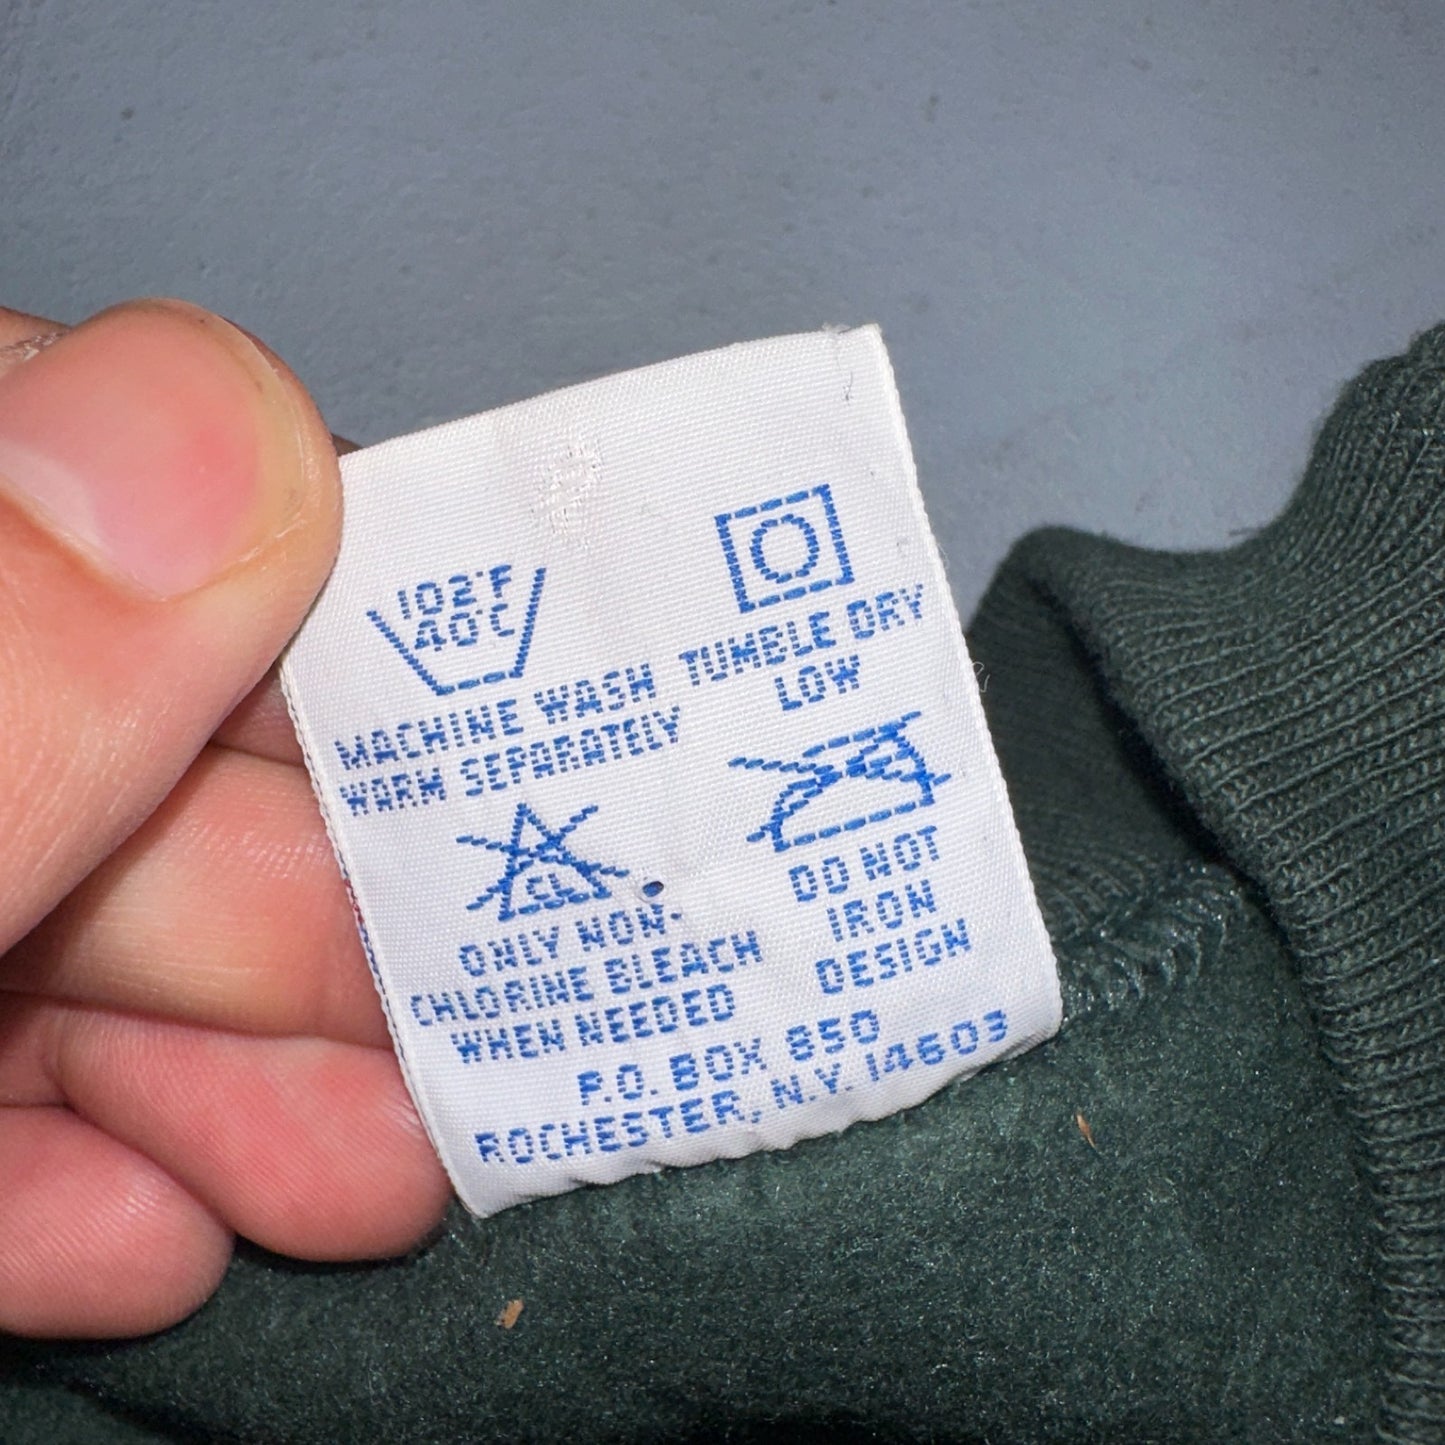 102°F
40°C
MACHINE WASH
WARM SEPARATELY
TUMBLE DRY
LOW
CL
ONLY NON-
CHLORINE BLEACH
WHEN NEEDED
DO NOT
IRON
DESIGN
P.O. BOX 850
ROCHESTER, N.Y. 14603